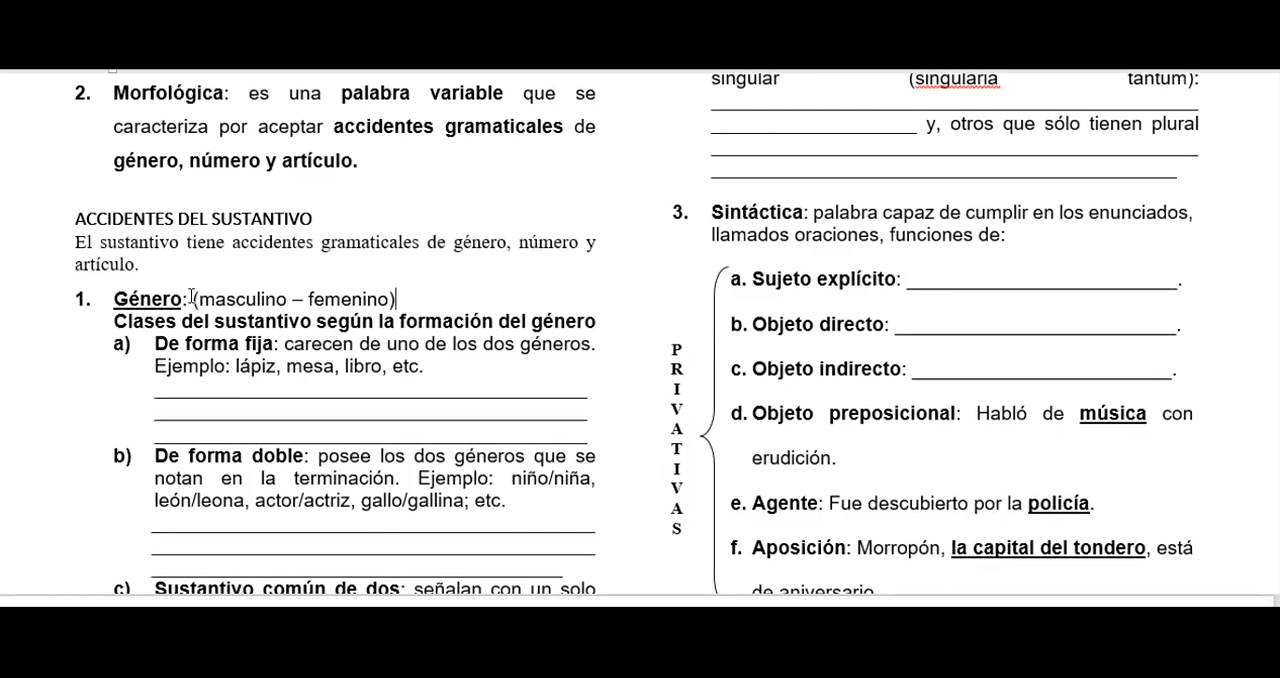 2. Morfológica: es una palabra variable que se
caracteriza por aceptar accidentes gramaticales de
género, número y artículo.
ACCIDENTES DEL SUSTANTIVO
El sustantivo tiene accidentes gramaticales de género, número y
artículo.
1. Género: (masculino – femenino)
Clases del sustantivo según la formación del género
a) De forma fija: carecen de uno de los dos géneros.
Ejemplo: lápiz, mesa, libro, etc.
b) De forma doble: posee los dos géneros que se
notan en la terminación. Ejemplo: niño/niña,
león/leona, actor/actriz, gallo/gallina; etc.
c) Sustantivo común de dos: señalan con un solo
singular (singularia tantum):
y, otros que sólo tienen plural
3. Sintáctica: palabra capaz de cumplir en los enunciados,
llamados oraciones, funciones de:
PRIVATIVAS
a. Sujeto explícito: .
b. Objeto directo: .
c. Objeto indirecto: .
d. Objeto preposicional: Habló de música con
erudición.
e. Agente: Fue descubierto por la policía.
f. Aposición: Morropón, la capital del tondero, está
de aniversario